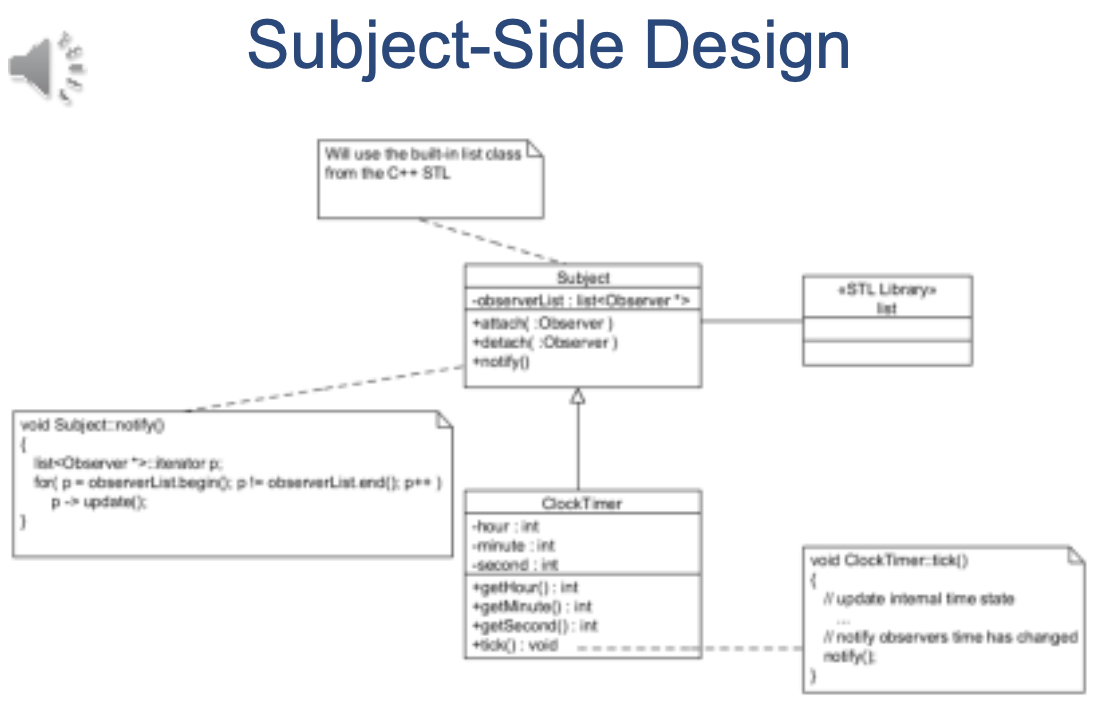 Subject-Side Design
Will use the built-in list class
from the C++ STL
Subject
-observerList : list<Observer *>
+attach( :Observer )
+detach( :Observer )
+notify()
«STL Library»
list
void Subject::notify()
{
list<Observer *>::iterator p;
for( p = observerList.begin(); p != observerList.end(); p++ )
p -> update();
}
ClockTimer
-hour : int
-minute : int
-second : int
+getHour() : int
+getMinute() : int
+getSecond() : int
+tick() : void
void ClockTimer::tick()
{
// update internal time state
...
// notify observers time has changed
notify();
}